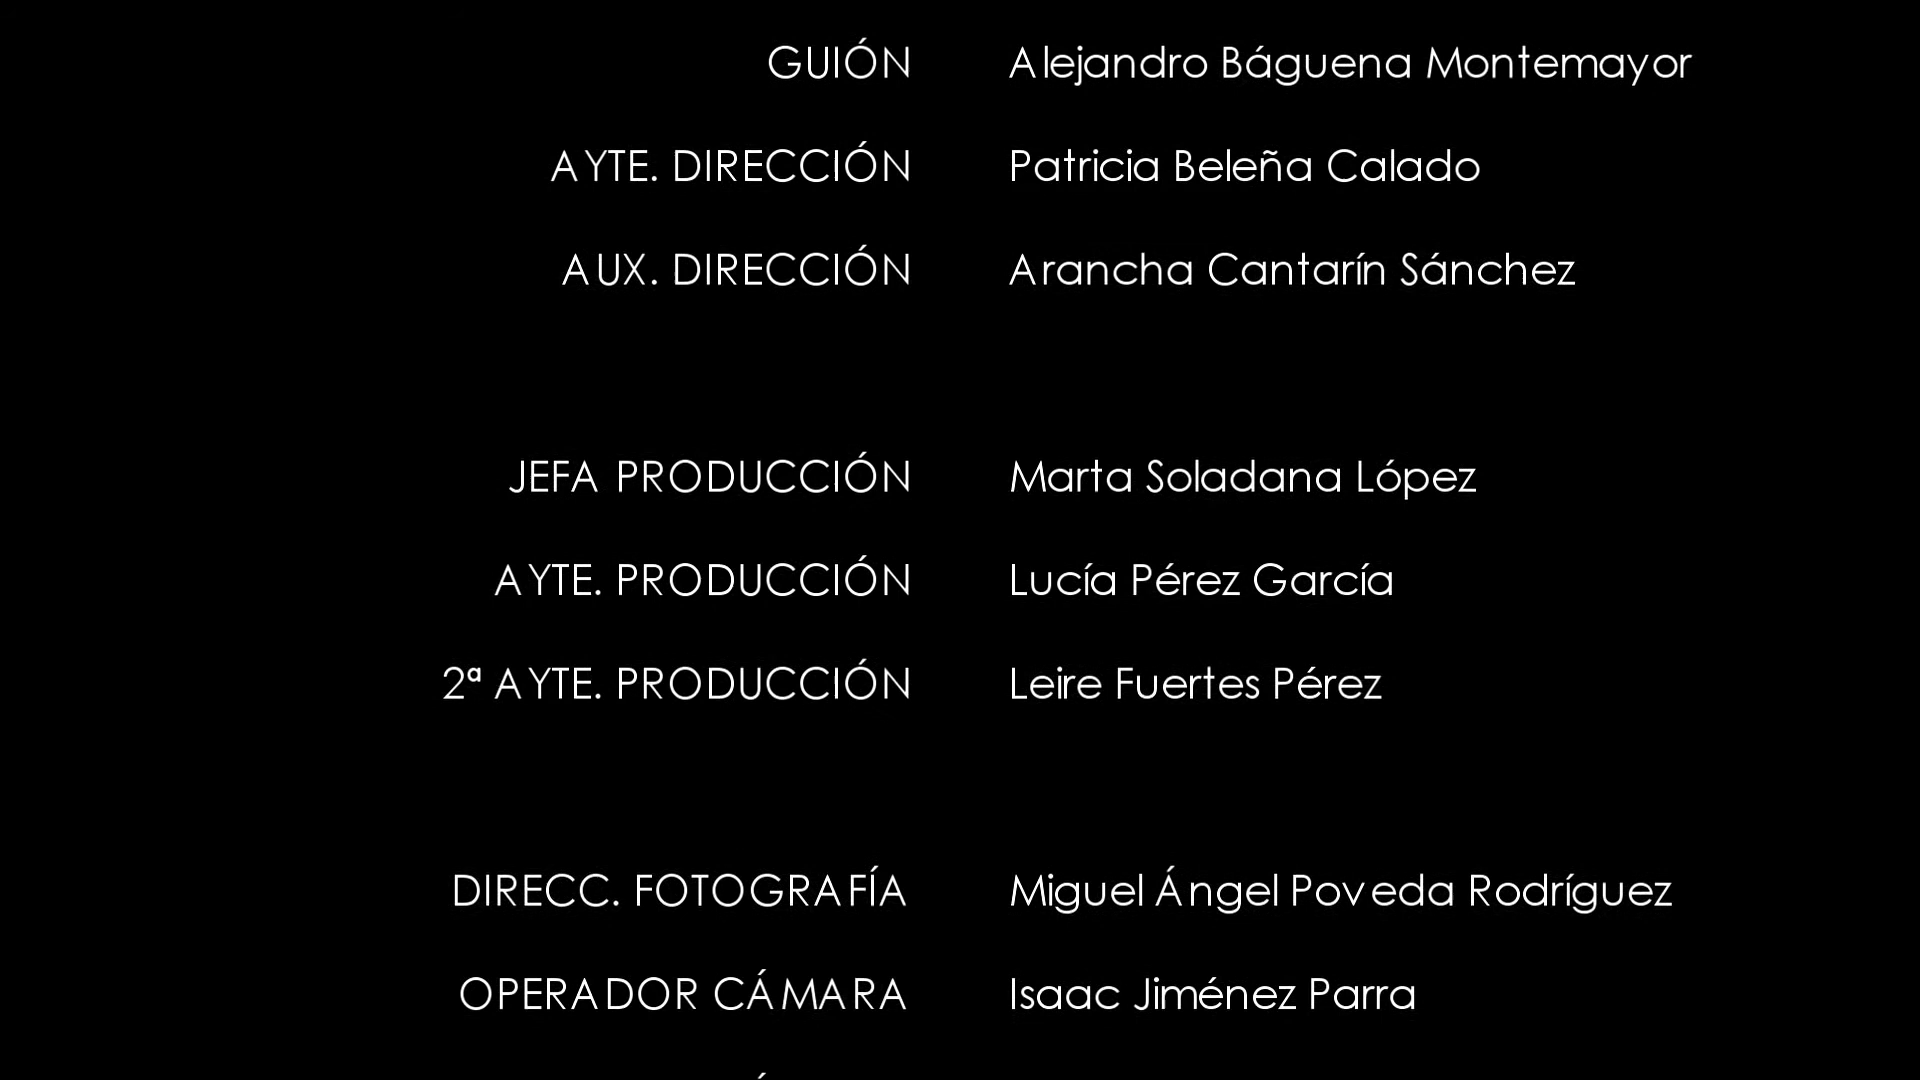 GUIÓN Alejandro Báguena Montemayor
AYTE. DIRECCIÓN Patricia Beleña Calado
AUX. DIRECCIÓN Arancha Cantarín Sánchez
JEFA PRODUCCIÓN Marta Soladana López
AYTE. PRODUCCIÓN Lucía Pérez García
2ª AYTE. PRODUCCIÓN Leire Fuertes Pérez
DIRECC. FOTOGRAFÍA Miguel Ángel Poveda Rodríguez
OPERADOR CÁMARA Isaac Jiménez Parra